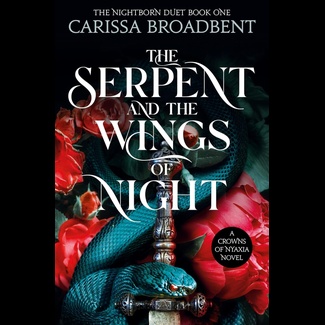 THE NIGHTBORN DUET BOOK ONE
CARISSA BROADBENT
THE
SERPENT
AND THE
WINGS
OF
NIGHT
A
CROWNS
OF NYAXIA
NOVEL